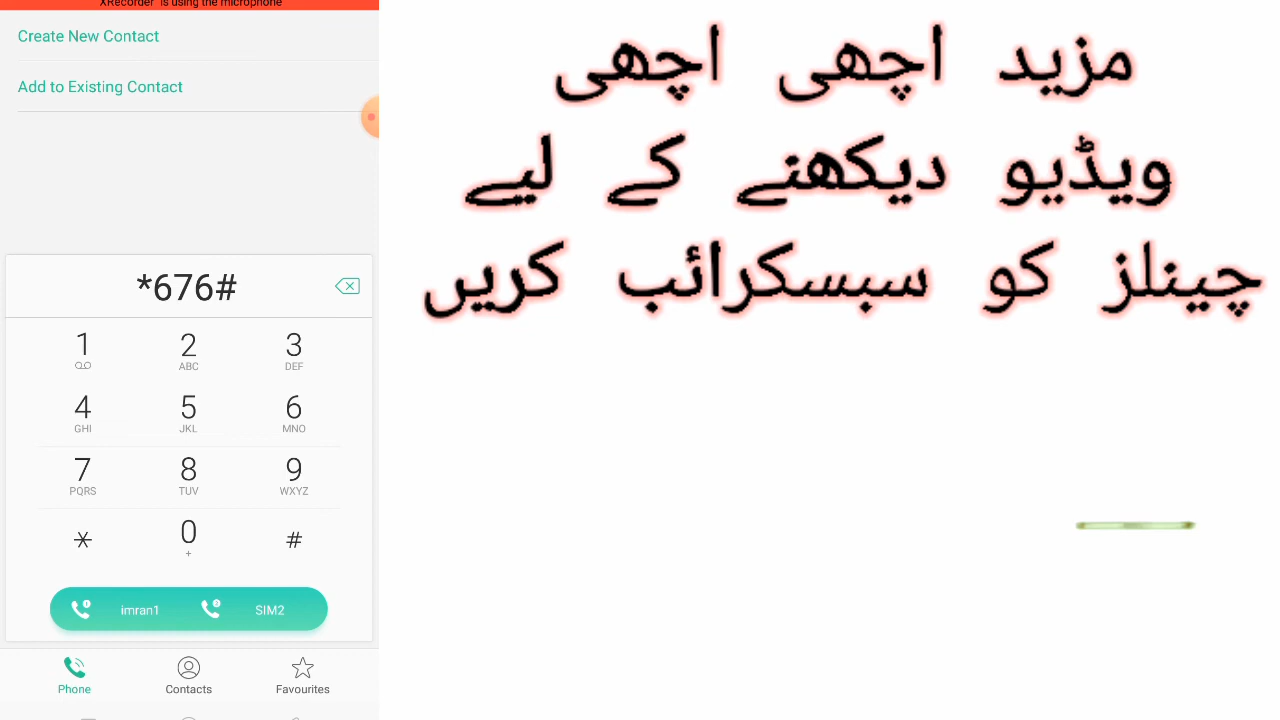 XRecorder is using the microphone
Create New Contact
Add to Existing Contact
*676#
1
2 ABC
3 DEF
4 GHI
5 JKL
6 MNO
7 PQRS
8 TUV
9 WXYZ
*
0 +
#
1 imran1 2 SIM2
Phone Contacts Favourites
مزید اچھی اچھی
ویڈیو دیکھنے کے لیے
چینلز کو سبسکرائب کریں